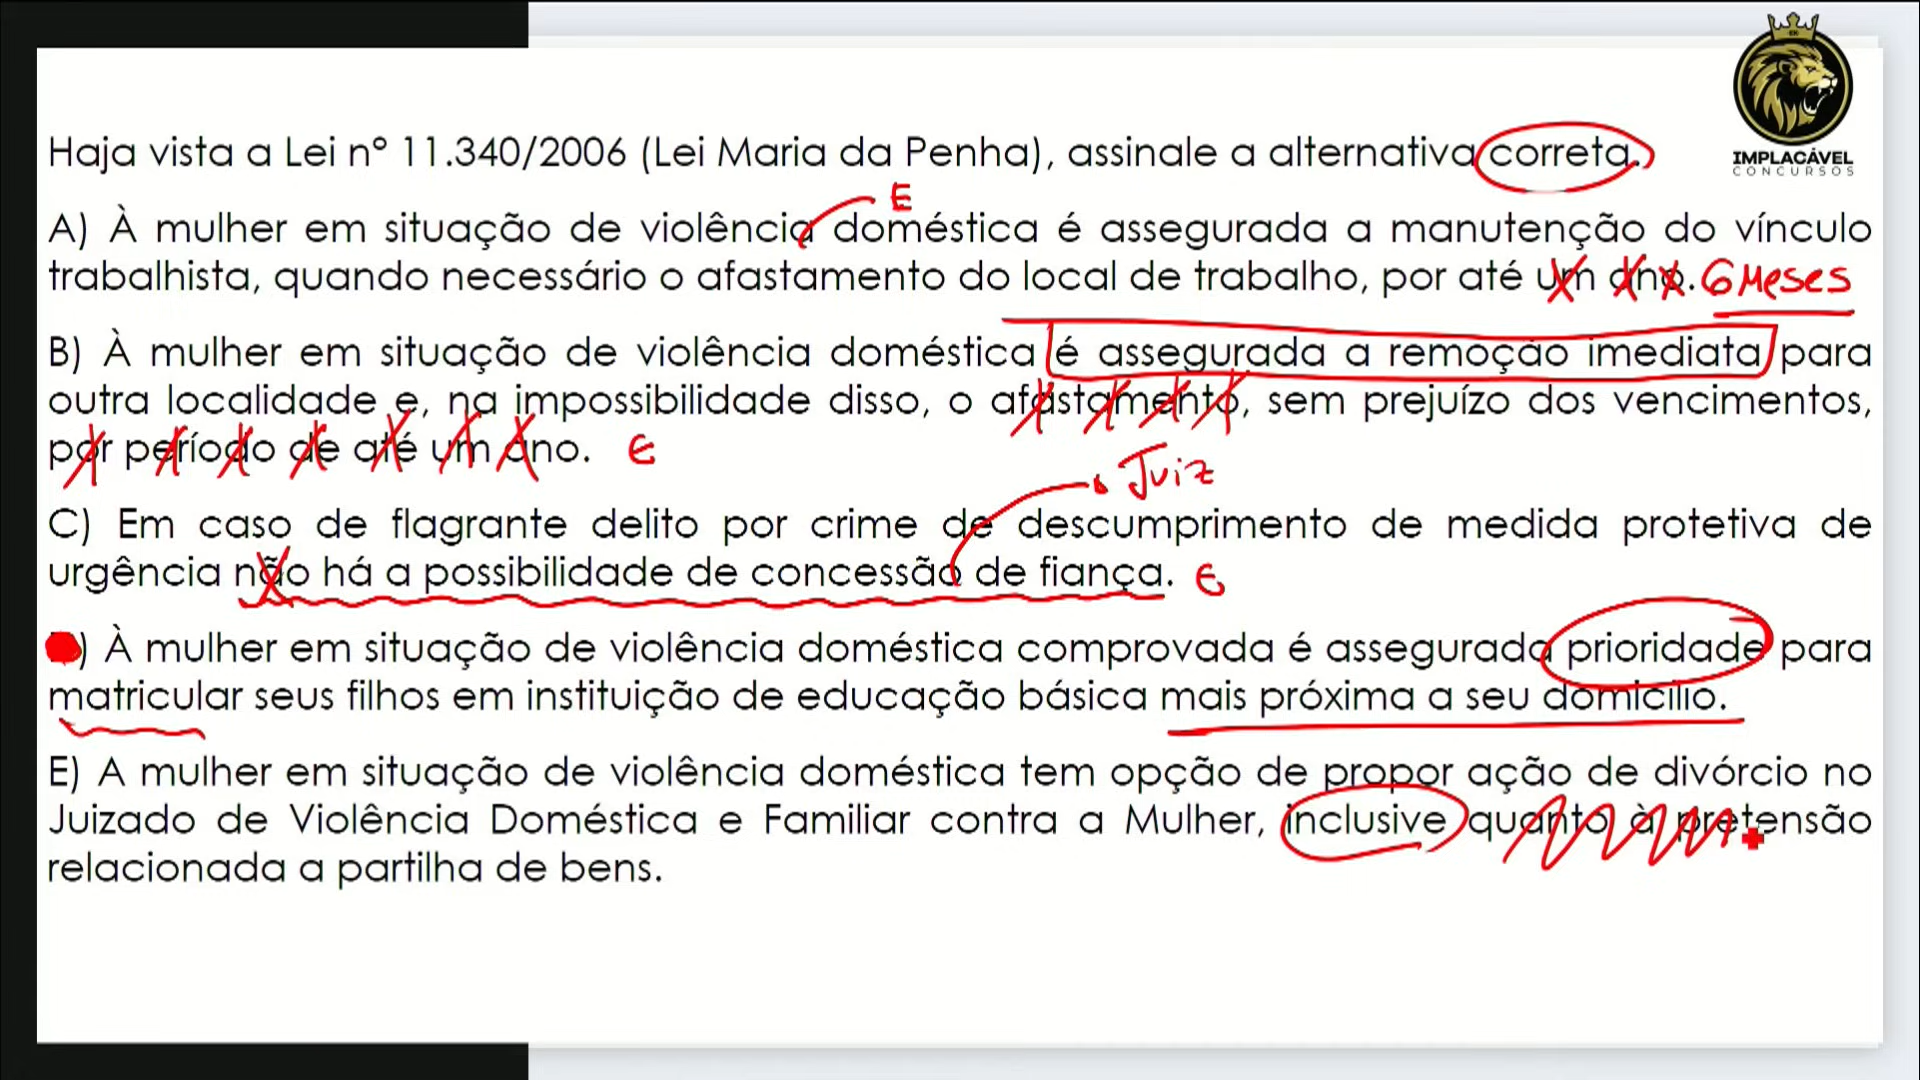 IMPLACÁVEL
CONCURSOS
Haja vista a Lei nº 11.340/2006 (Lei Maria da Penha), assinale a alternativa correta.
E
A) À mulher em situação de violência doméstica é assegurada a manutenção do vínculo
trabalhista, quando necessário o afastamento do local de trabalho, por até um ano. 6 Meses
B) À mulher em situação de violência doméstica é assegurada a remoção imediata para
outra localidade e, na impossibilidade disso, o afastamento, sem prejuízo dos vencimentos,
por período de até um ano. E
Juiz
C) Em caso de flagrante delito por crime de descumprimento de medida protetiva de
urgência não há a possibilidade de concessão de fiança. E
) À mulher em situação de violência doméstica comprovada é assegurada prioridade para
matricular seus filhos em instituição de educação básica mais próxima a seu domicílio.
E) A mulher em situação de violência doméstica tem opção de propor ação de divórcio no
Juizado de Violência Doméstica e Familiar contra a Mulher, inclusive quanto à pretensão
relacionada a partilha de bens.